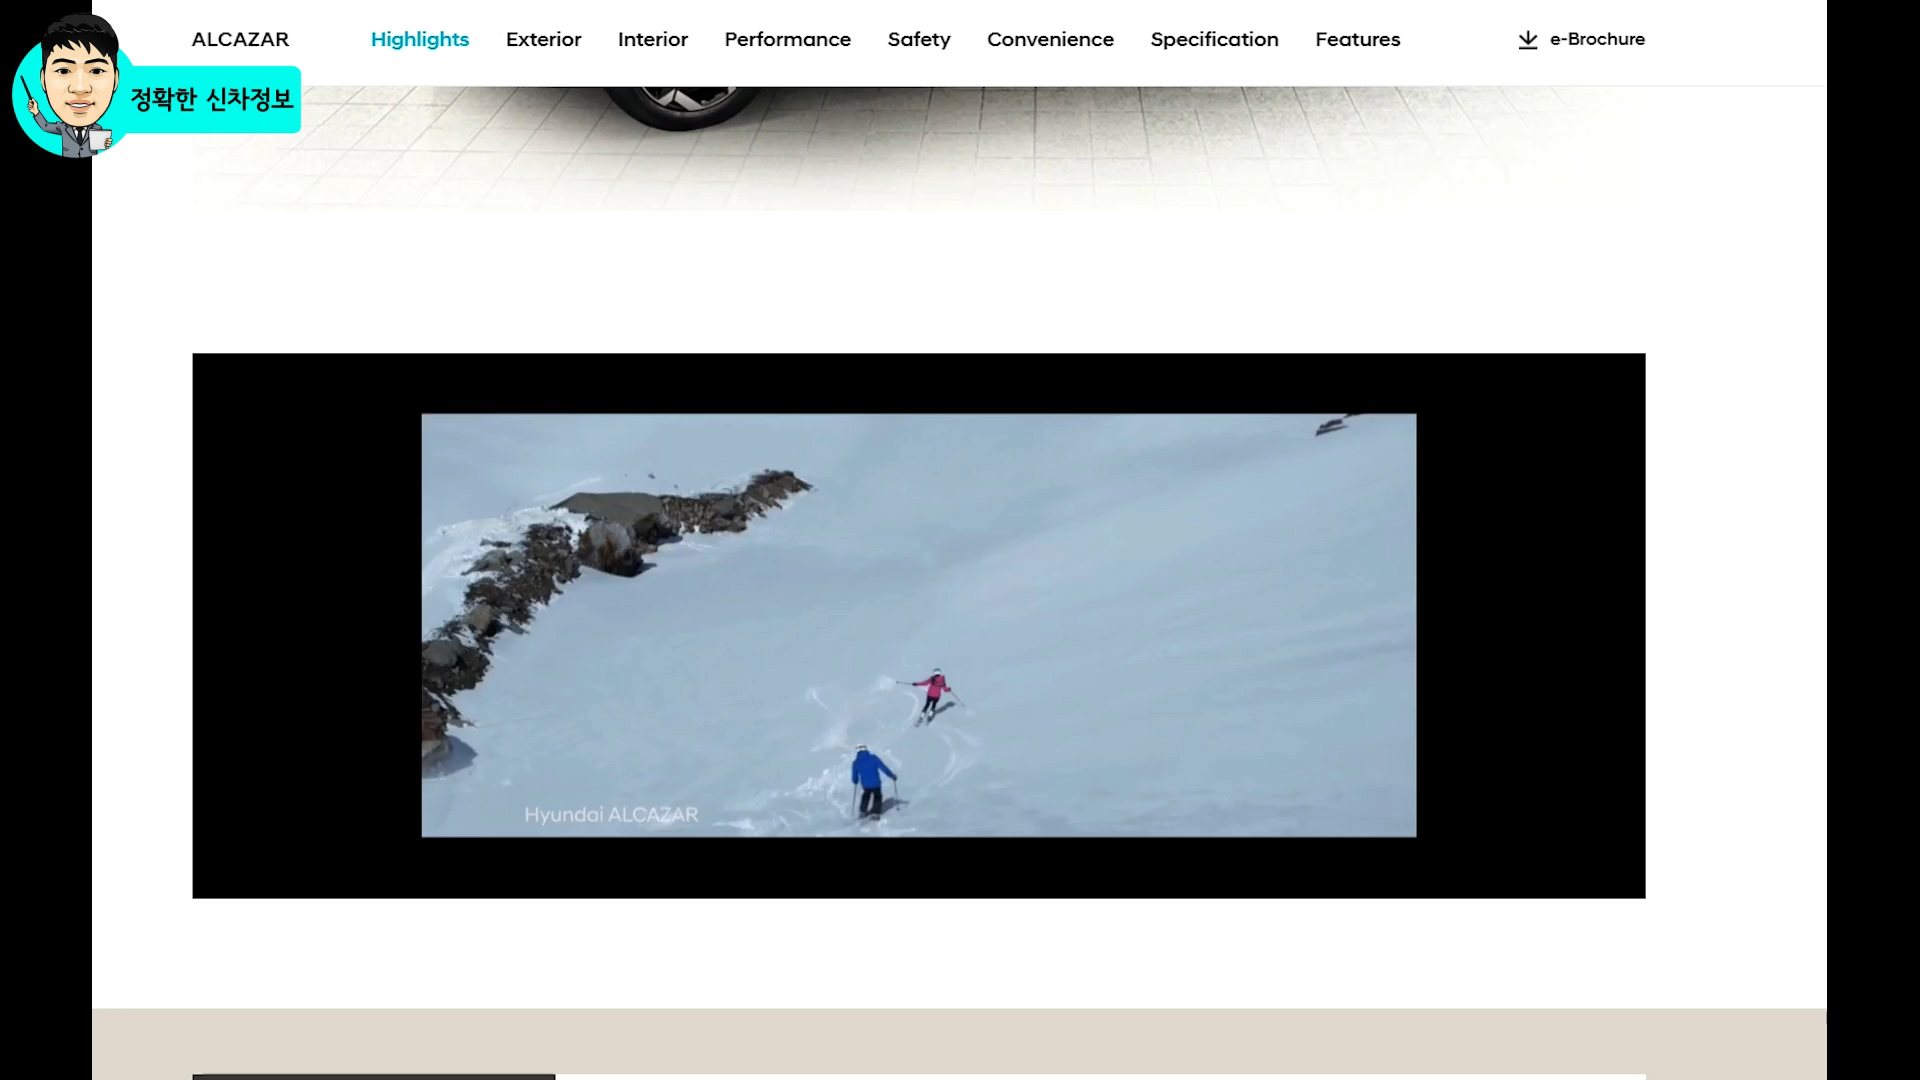 ALCAZAR Highlights Exterior Interior Performance Safety Convenience Specification Features e-Brochure
정확한 신차정보
Hyundai ALCAZAR